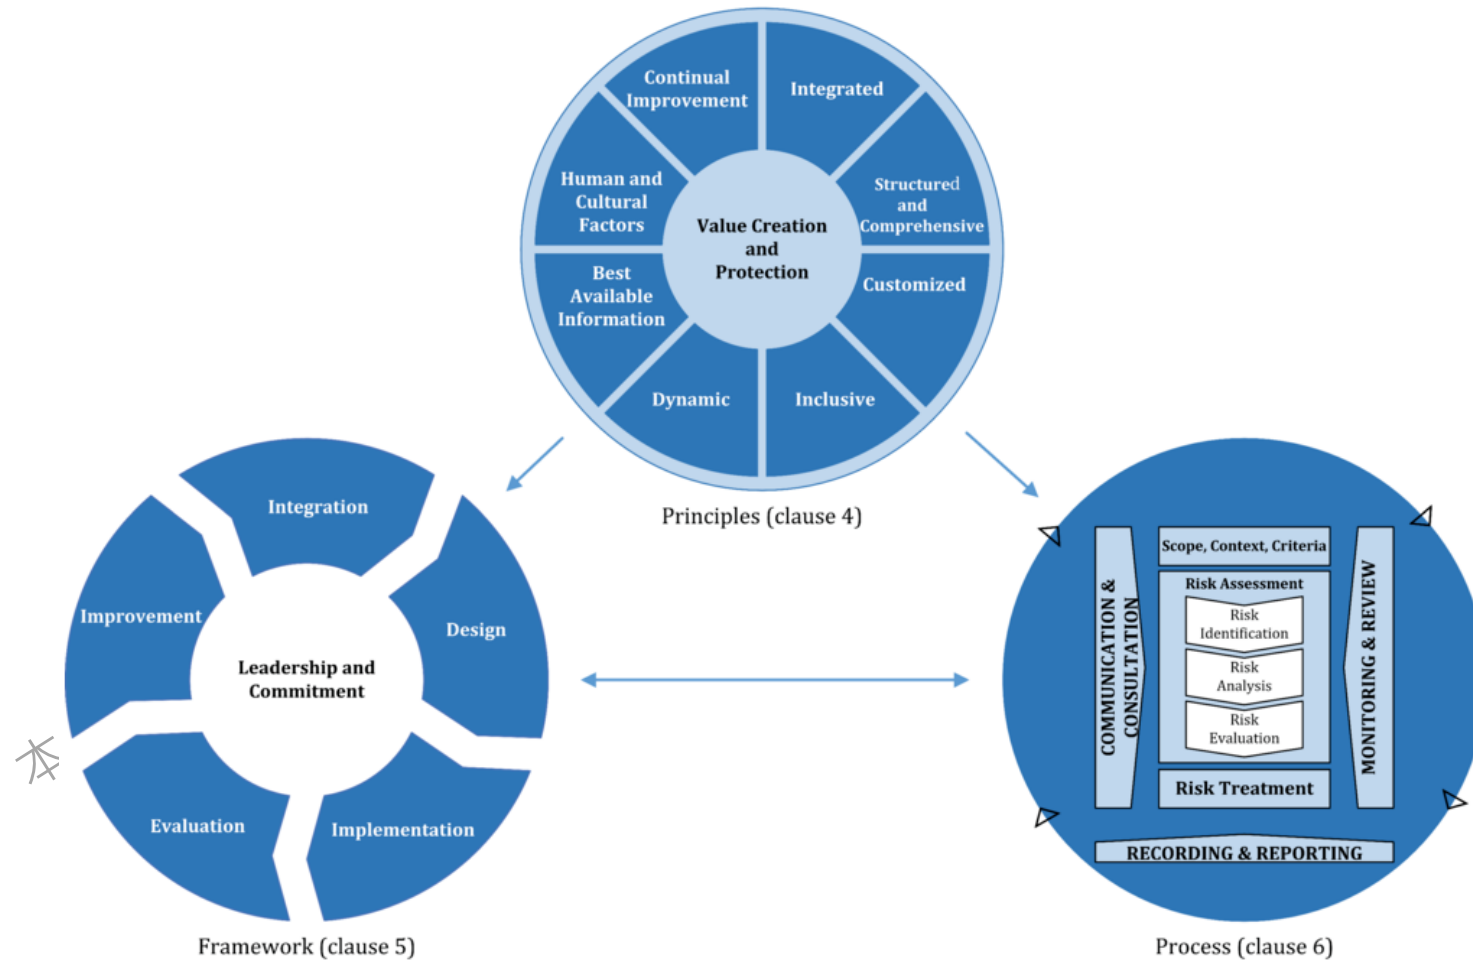 Continual
Improvement
Integrated
Human and
Cultural
Factors
Structured
and
Comprehensive
Value Creation
and
Protection
Best
Available
Information
Customized
Dynamic
Inclusive
Principles (clause 4)
Integration
Improvement
Design
Leadership and
Commitment
Evaluation
Implementation
Framework (clause 5)
本
Scope, Context, Criteria
Risk Assessment
Risk
Identification
Risk
Analysis
Risk
Evaluation
Risk Treatment
COMMUNICATION &
CONSULTATION
MONITORING & REVIEW
RECORDING & REPORTING
Process (clause 6)